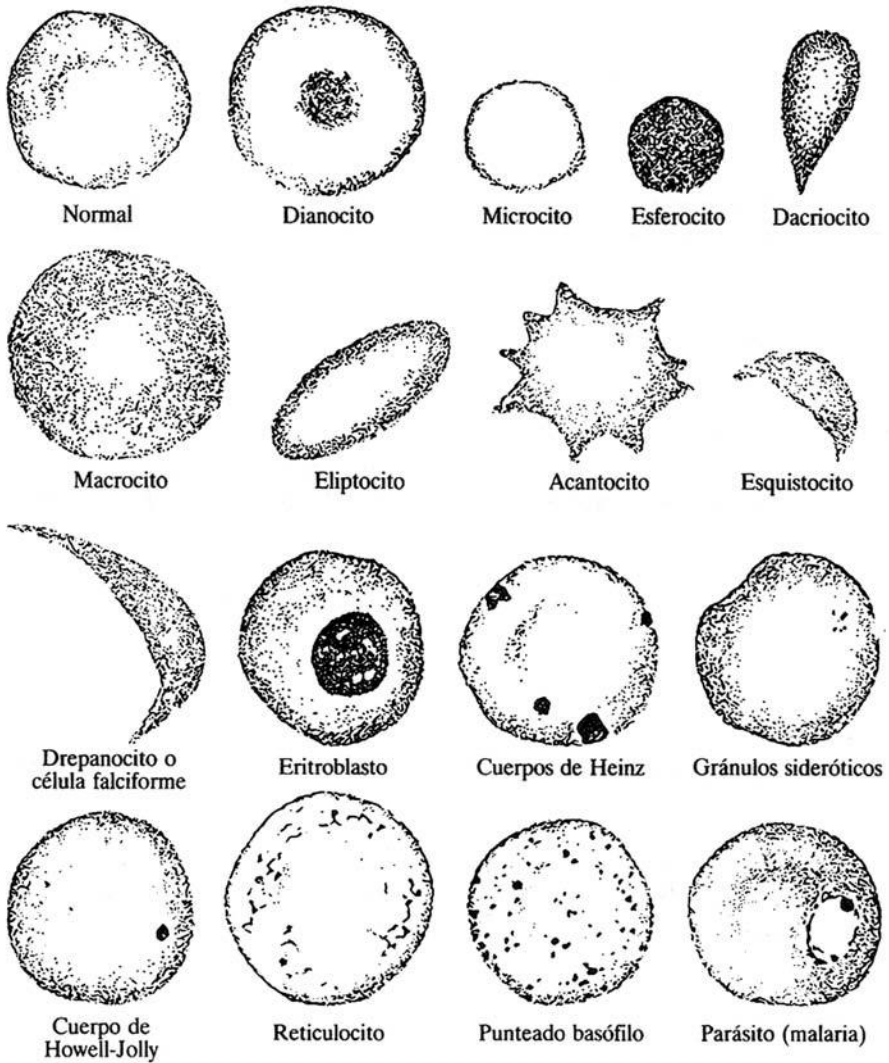 Normal
Dianocito
Microcito
Esferocito
Dacriocito
Macrocito
Eliptocito
Acantocito
Esquistocito
Drepanocito o
célula falciforme
Eritroblasto
Cuerpos de Heinz
Gránulos sideróticos
Cuerpo de
Howell-Jolly
Reticulocito
Punteado basófilo
Parásito (malaria)